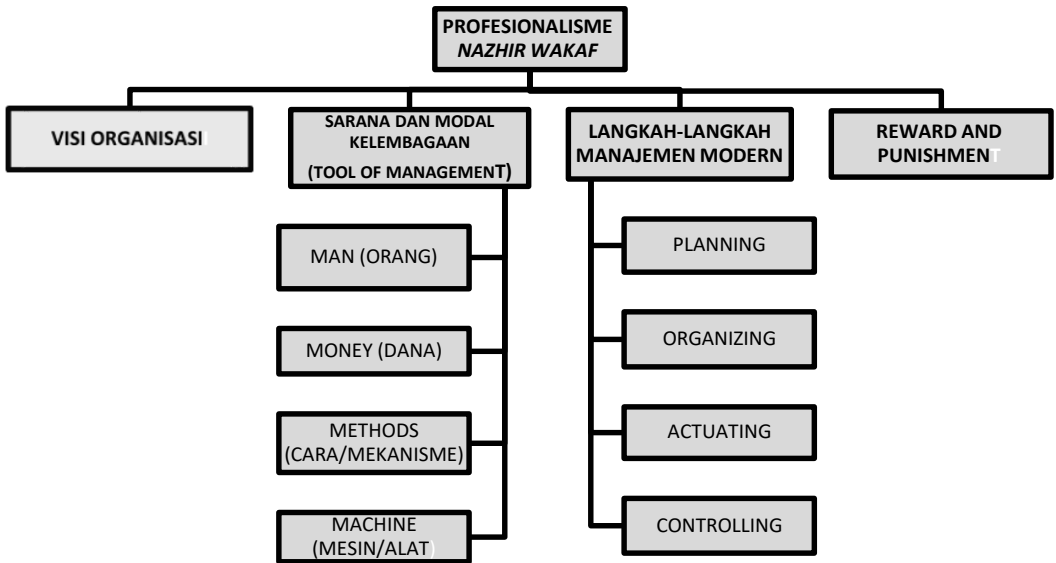 PROFESIONALISME
NAZHIR WAKAF
VISI ORGANISASI
SARANA DAN MODAL
KELEMBAGAAN
(TOOL OF MANAGEMENT)
LANGKAH-LANGKAH
MANAJEMEN MODERN
REWARD AND
PUNISHMENT
MAN (ORANG)
MONEY (DANA)
METHODS
(CARA/MEKANISME)
MACHINE
(MESIN/ALAT)
PLANNING
ORGANIZING
ACTUATING
CONTROLLING